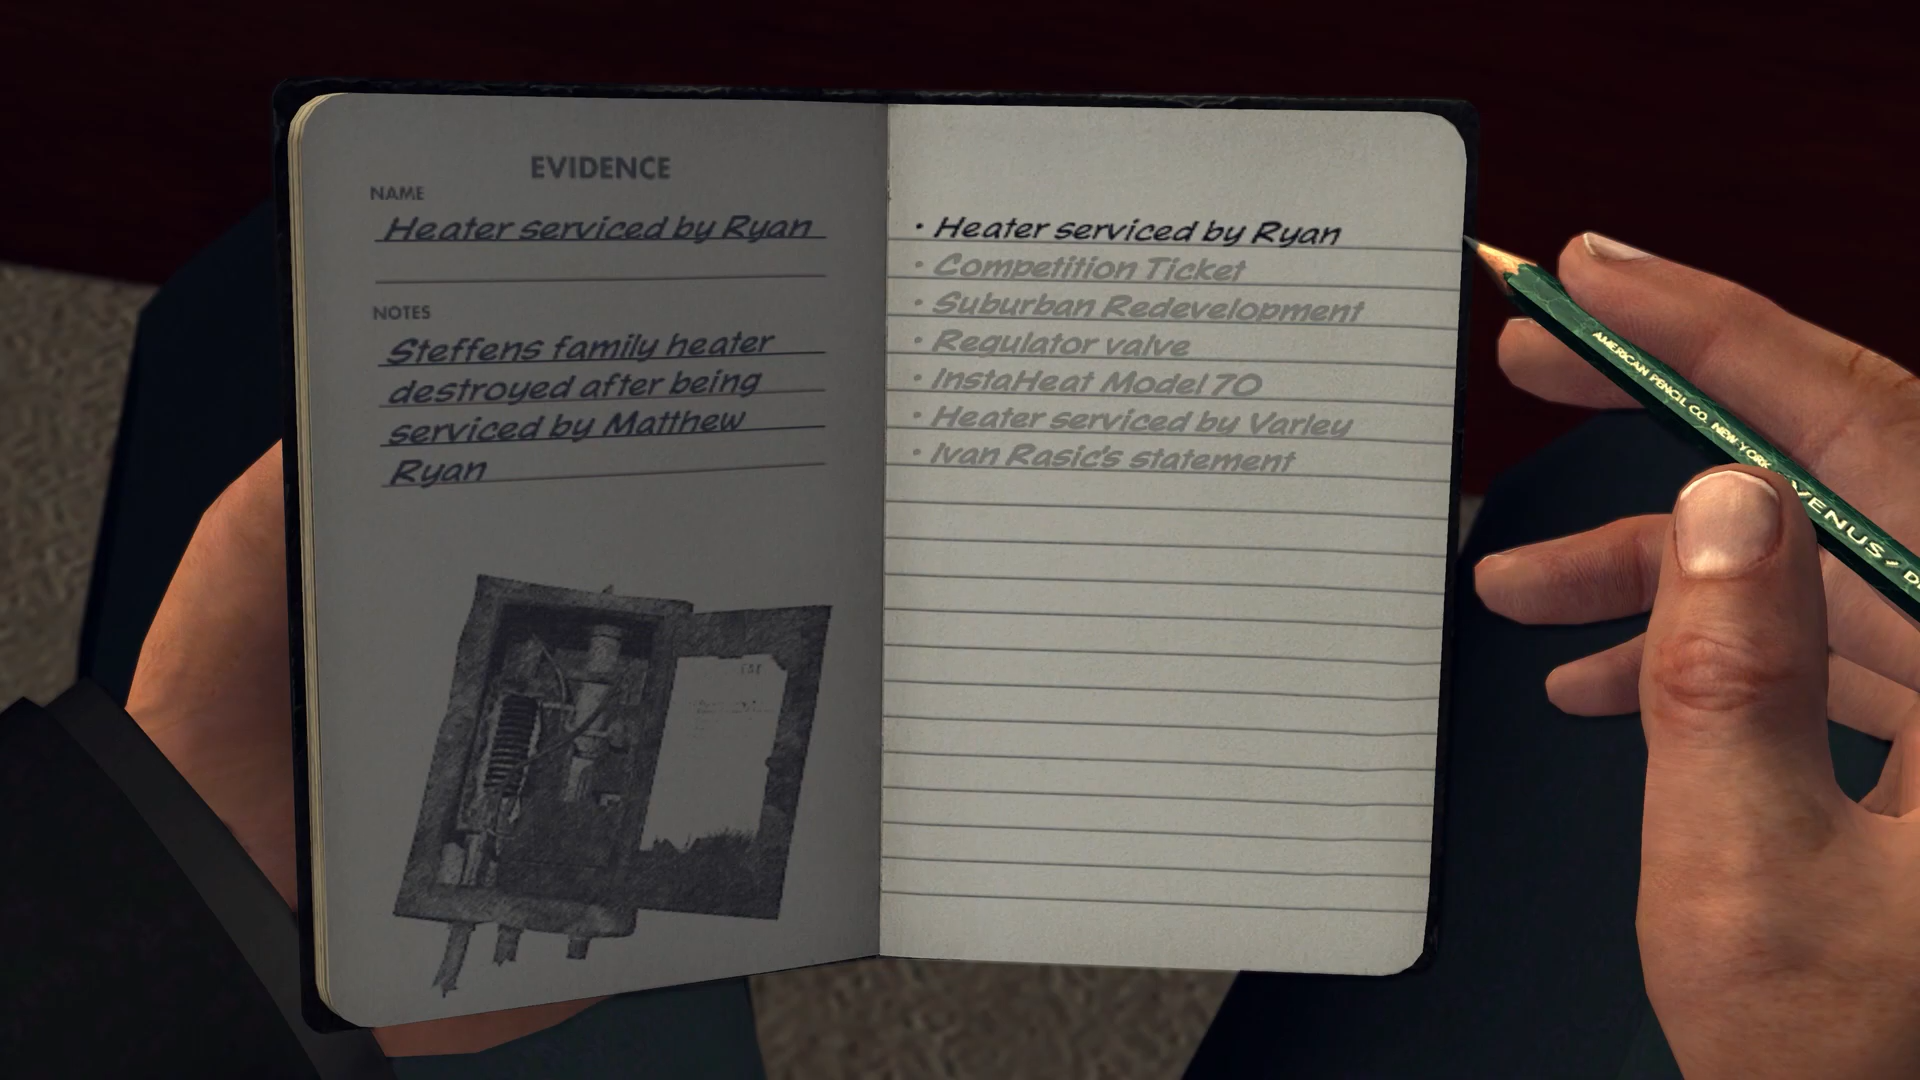 EVIDENCE
NAME
Heater serviced by Ryan
NOTES
Steffens family heater
destroyed after being
serviced by Matthew
Ryan
• Heater serviced by Ryan
• Competition Ticket
• Suburban Redevelopment
• Regulator valve
• InstaHeat Model 70
• Heater serviced by Varley
• Ivan Rasic's statement
AMERICAN PENCIL CO. NEW YORK
VENUS